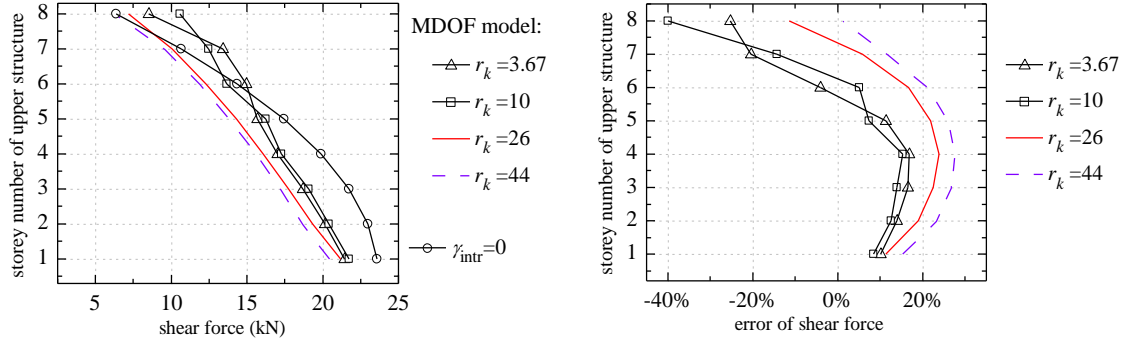 storey number of upper structure
8
7
6
5
4
3
2
1
5
10
15
20
25
shear force (kN)
MDOF model:
r_k =3.67
r_k =10
r_k =26
r_k =44
γ_intr=0
storey number of upper structure
8
7
6
5
4
3
2
1
-40%
-20%
0%
20%
error of shear force
r_k =3.67
r_k =10
r_k =26
r_k =44